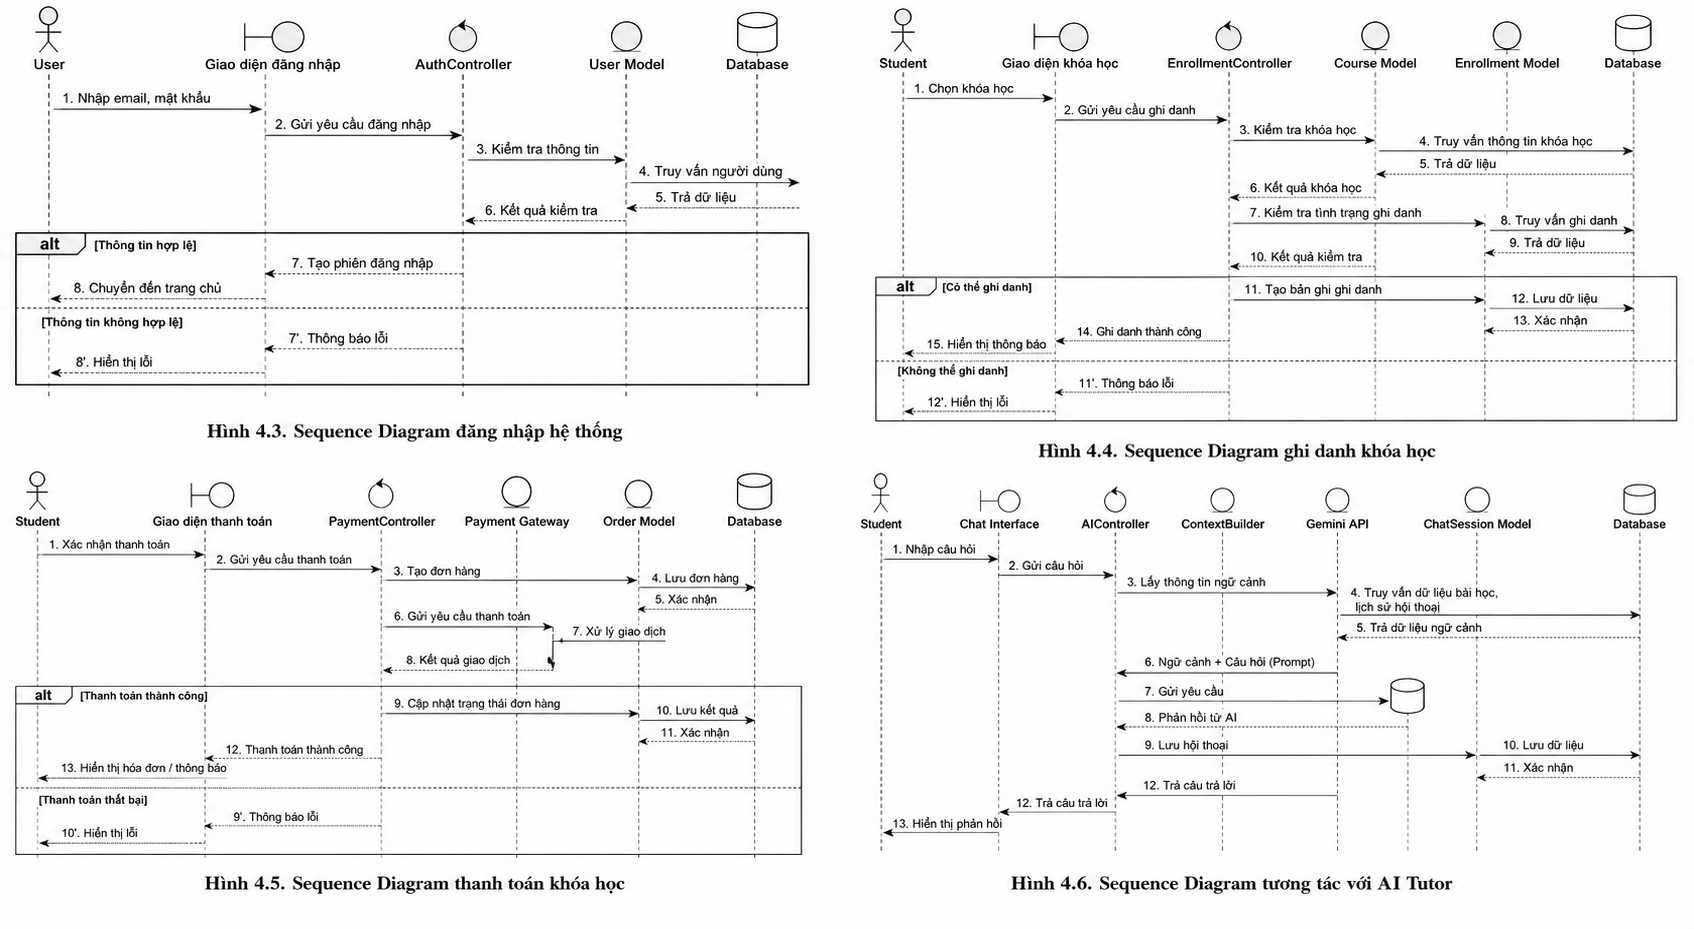 User
Giao diện đăng nhập
AuthController
User Model
Database
1. Nhập email, mật khẩu
2. Gửi yêu cầu đăng nhập
3. Kiểm tra thông tin
4. Truy vấn người dùng
5. Trả dữ liệu
6. Kết quả kiểm tra
alt
[Thông tin hợp lệ]
7. Tạo phiên đăng nhập
8. Chuyển đến trang chủ
[Thông tin không hợp lệ]
7'. Thông báo lỗi
8'. Hiển thị lỗi
Hình 4.3. Sequence Diagram đăng nhập hệ thống
Student
Giao diện khóa học
EnrollmentController
Course Model
Enrollment Model
Database
1. Chọn khóa học
2. Gửi yêu cầu ghi danh
3. Kiểm tra khóa học
4. Truy vấn thông tin khóa học
5. Trả dữ liệu
6. Kết quả khóa học
7. Kiểm tra tình trạng ghi danh
8. Truy vấn ghi danh
9. Trả dữ liệu
10. Kết quả kiểm tra
alt
[Có thể ghi danh]
11. Tạo bản ghi ghi danh
12. Lưu dữ liệu
13. Xác nhận
14. Ghi danh thành công
15. Hiển thị thông báo
[Không thể ghi danh]
11'. Thông báo lỗi
12'. Hiển thị lỗi
Hình 4.4. Sequence Diagram ghi danh khóa học
Student
Giao diện thanh toán
PaymentController
Payment Gateway
Order Model
Database
1. Xác nhận thanh toán
2. Gửi yêu cầu thanh toán
3. Tạo đơn hàng
4. Lưu đơn hàng
5. Xác nhận
6. Gửi yêu cầu thanh toán
7. Xử lý giao dịch
8. Kết quả giao dịch
alt
[Thanh toán thành công]
9. Cập nhật trạng thái đơn hàng
10. Lưu kết quả
11. Xác nhận
12. Thanh toán thành công
13. Hiển thị hóa đơn / thông báo
[Thanh toán thất bại]
9'. Thông báo lỗi
10'. Hiển thị lỗi
Hình 4.5. Sequence Diagram thanh toán khóa học
Student
Chat Interface
AIController
ContextBuilder
Gemini API
ChatSession Model
Database
1. Nhập câu hỏi
2. Gửi câu hỏi
3. Lấy thông tin ngữ cảnh
4. Truy vấn dữ liệu bài học,
lịch sử hội thoại
5. Trả dữ liệu ngữ cảnh
6. Ngữ cảnh + Câu hỏi (Prompt)
7. Gửi yêu cầu
8. Phản hồi từ AI
9. Lưu hội thoại
10. Lưu dữ liệu
11. Xác nhận
12. Trả câu trả lời
12. Trả câu trả lời
13. Hiển thị phản hồi
Hình 4.6. Sequence Diagram tương tác với AI Tutor